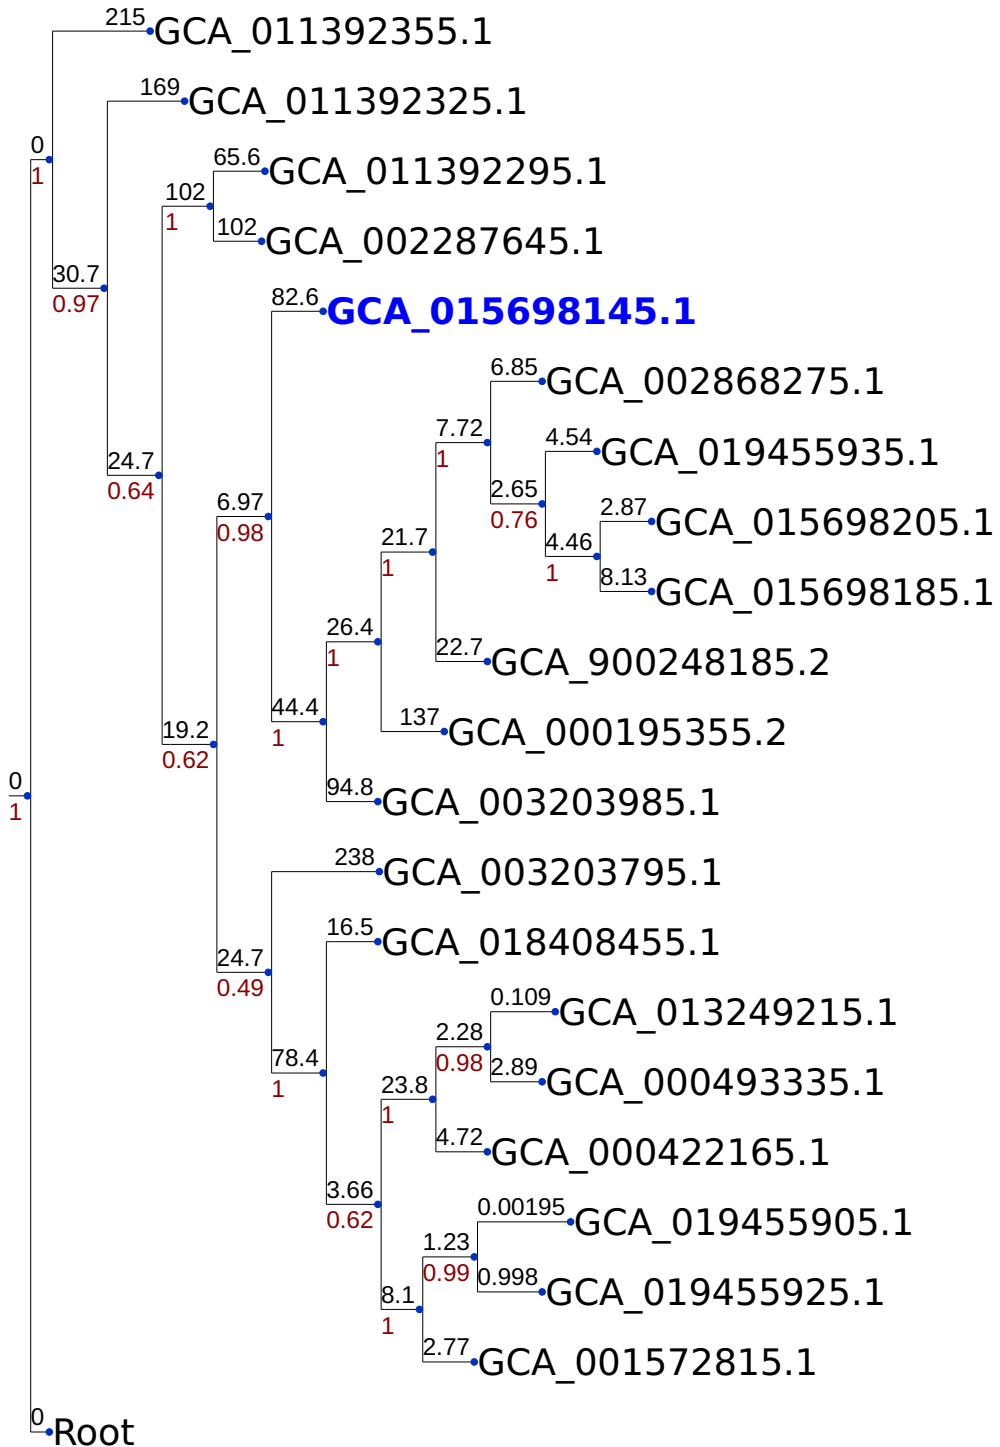 215 GCA_011392355.1
169 GCA_011392325.1
0
1
65.6 GCA_011392295.1
102
1
102 GCA_002287645.1
30.7
0.97
82.6 GCA_015698145.1
6.85 GCA_002868275.1
7.72
1
4.54 GCA_019455935.1
24.7
0.64
2.65
0.76
6.97
0.98
2.87 GCA_015698205.1
21.7
1
4.46
1
8.13 GCA_015698185.1
26.4
1
22.7 GCA_900248185.2
44.4
1
137 GCA_000195355.2
19.2
0.62
0
1
94.8 GCA_003203985.1
238 GCA_003203795.1
16.5 GCA_018408455.1
24.7
0.49
0.109 GCA_013249215.1
2.28
0.98
78.4
1
2.89 GCA_000493335.1
23.8
1
4.72 GCA_000422165.1
3.66
0.62
0.00195 GCA_019455905.1
1.23
0.99
0.998 GCA_019455925.1
8.1
1
2.77 GCA_001572815.1
0 Root